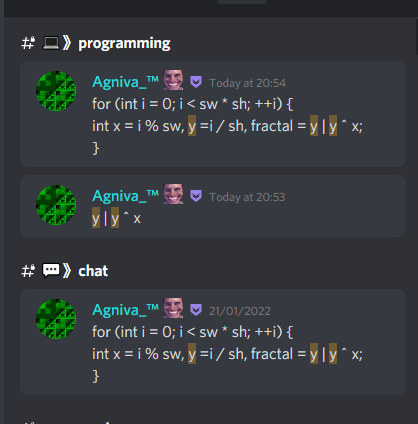 # 💻 》 programming
Agniva_™ Today at 20:54
for (int i = 0; i < sw * sh; ++i) {
int x = i % sw, y =i / sh, fractal = y | y ^ x;
}
Agniva_™ Today at 20:53
y | y ^ x
# 💬 》 chat
Agniva_™ 21/01/2022
for (int i = 0; i < sw * sh; ++i) {
int x = i % sw, y =i / sh, fractal = y | y ^ x;
}